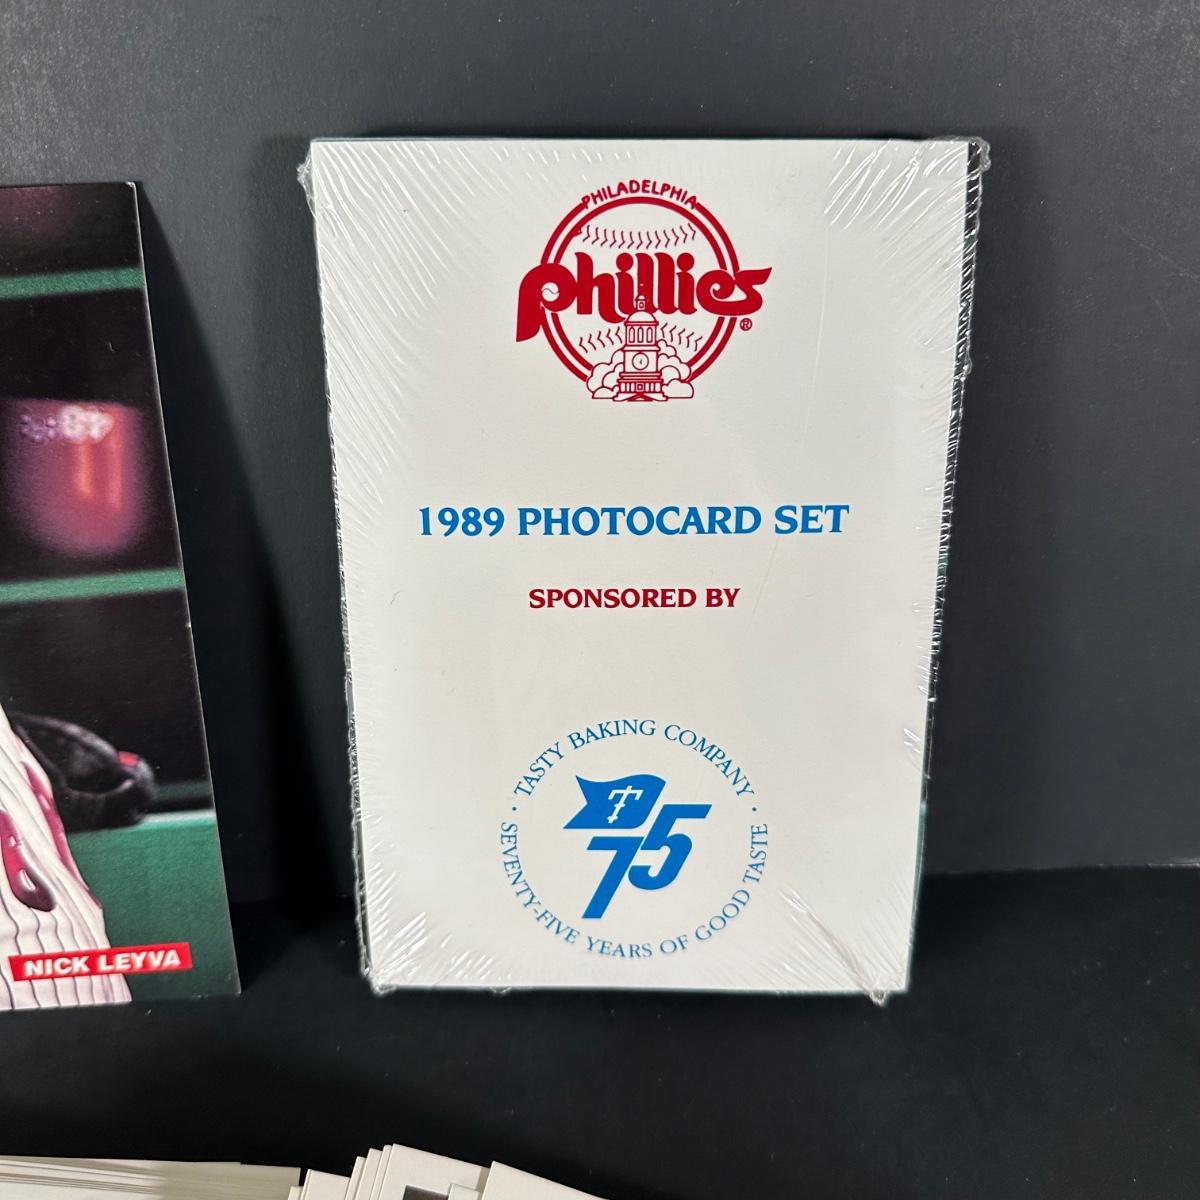 PHILADELPHIA
Phillies
®
1989 PHOTOCARD SET
SPONSORED BY
· TASTY BAKING COMPANY ·
T
75
SEVENTY-FIVE YEARS OF GOOD TASTE
NICK LEYVA